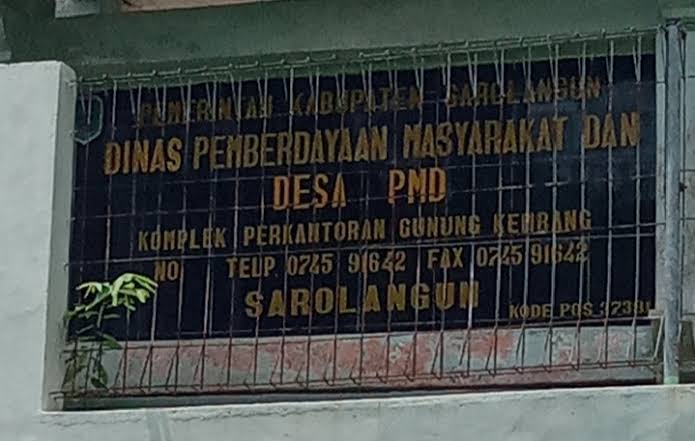 PEMERINTAH KABUPATEN SAROLANGUN
DINAS PEMBERDAYAAN MASYARAKAT DAN
DESA PMD
KOMPLEK PERKANTORAN GUNUNG KEMBANG
NO TELP. 0745 91642 FAX 0745 91642
SAROLANGUN
KODE POS 37381